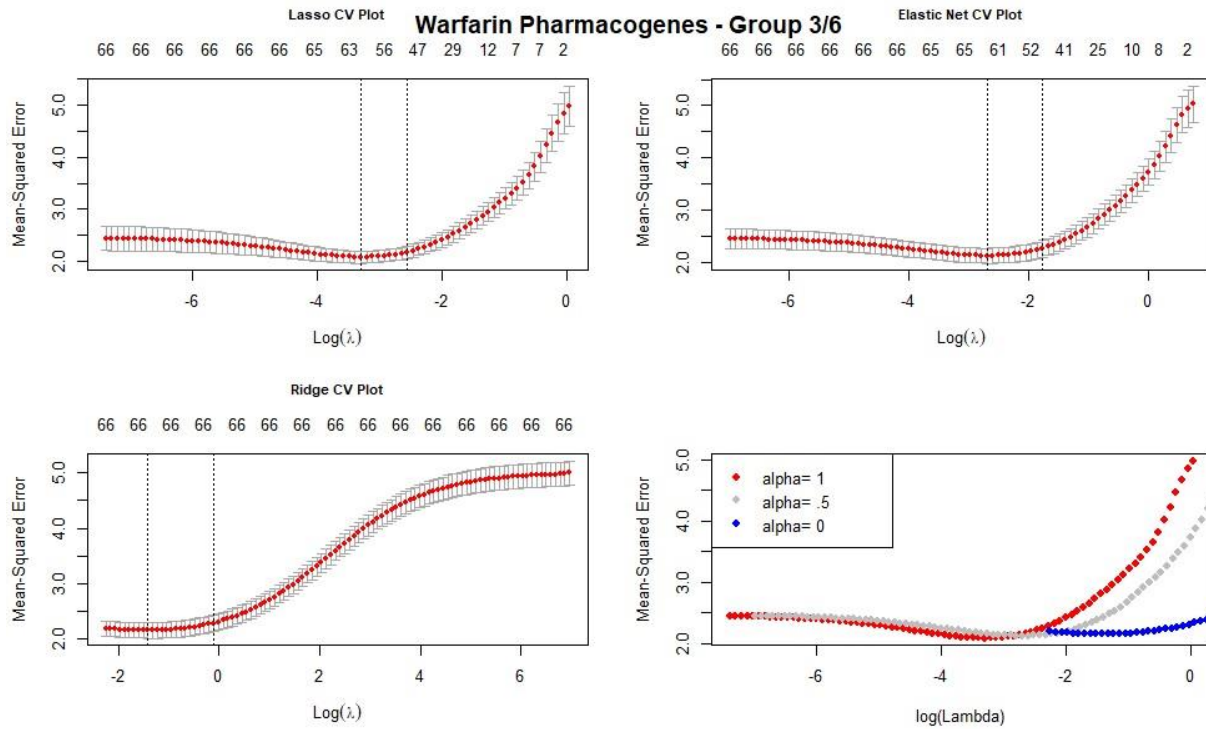 Warfarin Pharmacogenes - Group 3/6
Lasso CV Plot
66 66 66 66 66 66 65 63 56 47 29 12 7 7 2
Mean-Squared Error
5.0
4.0
3.0
2.0
-6 -4 -2 0
Log(λ)
Elastic Net CV Plot
66 66 66 66 66 66 65 65 61 52 41 25 10 8 2
Mean-Squared Error
5.0
4.0
3.0
2.0
-6 -4 -2 0
Log(λ)
Ridge CV Plot
66 66 66 66 66 66 66 66 66 66 66 66 66 66 66
Mean-Squared Error
5.0
4.0
3.0
2.0
-2 0 2 4 6
Log(λ)
Mean-Squared Error
5.0
4.0
3.0
2.0
alpha= 1
alpha= .5
alpha= 0
-6 -4 -2 0
log(Lambda)